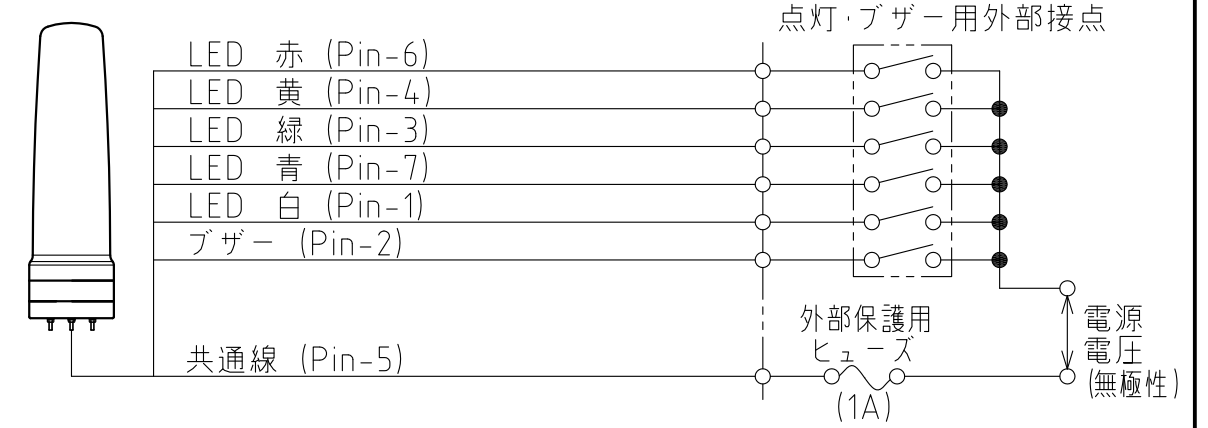 点灯・ブザー用外部接点
LED 赤 (Pin-6)
LED 黄 (Pin-4)
LED 緑 (Pin-3)
LED 青 (Pin-7)
LED 白 (Pin-1)
ブザー (Pin-2)
共通線 (Pin-5)
外部保護用
ヒューズ
(1A)
電源
電圧
(無極性)